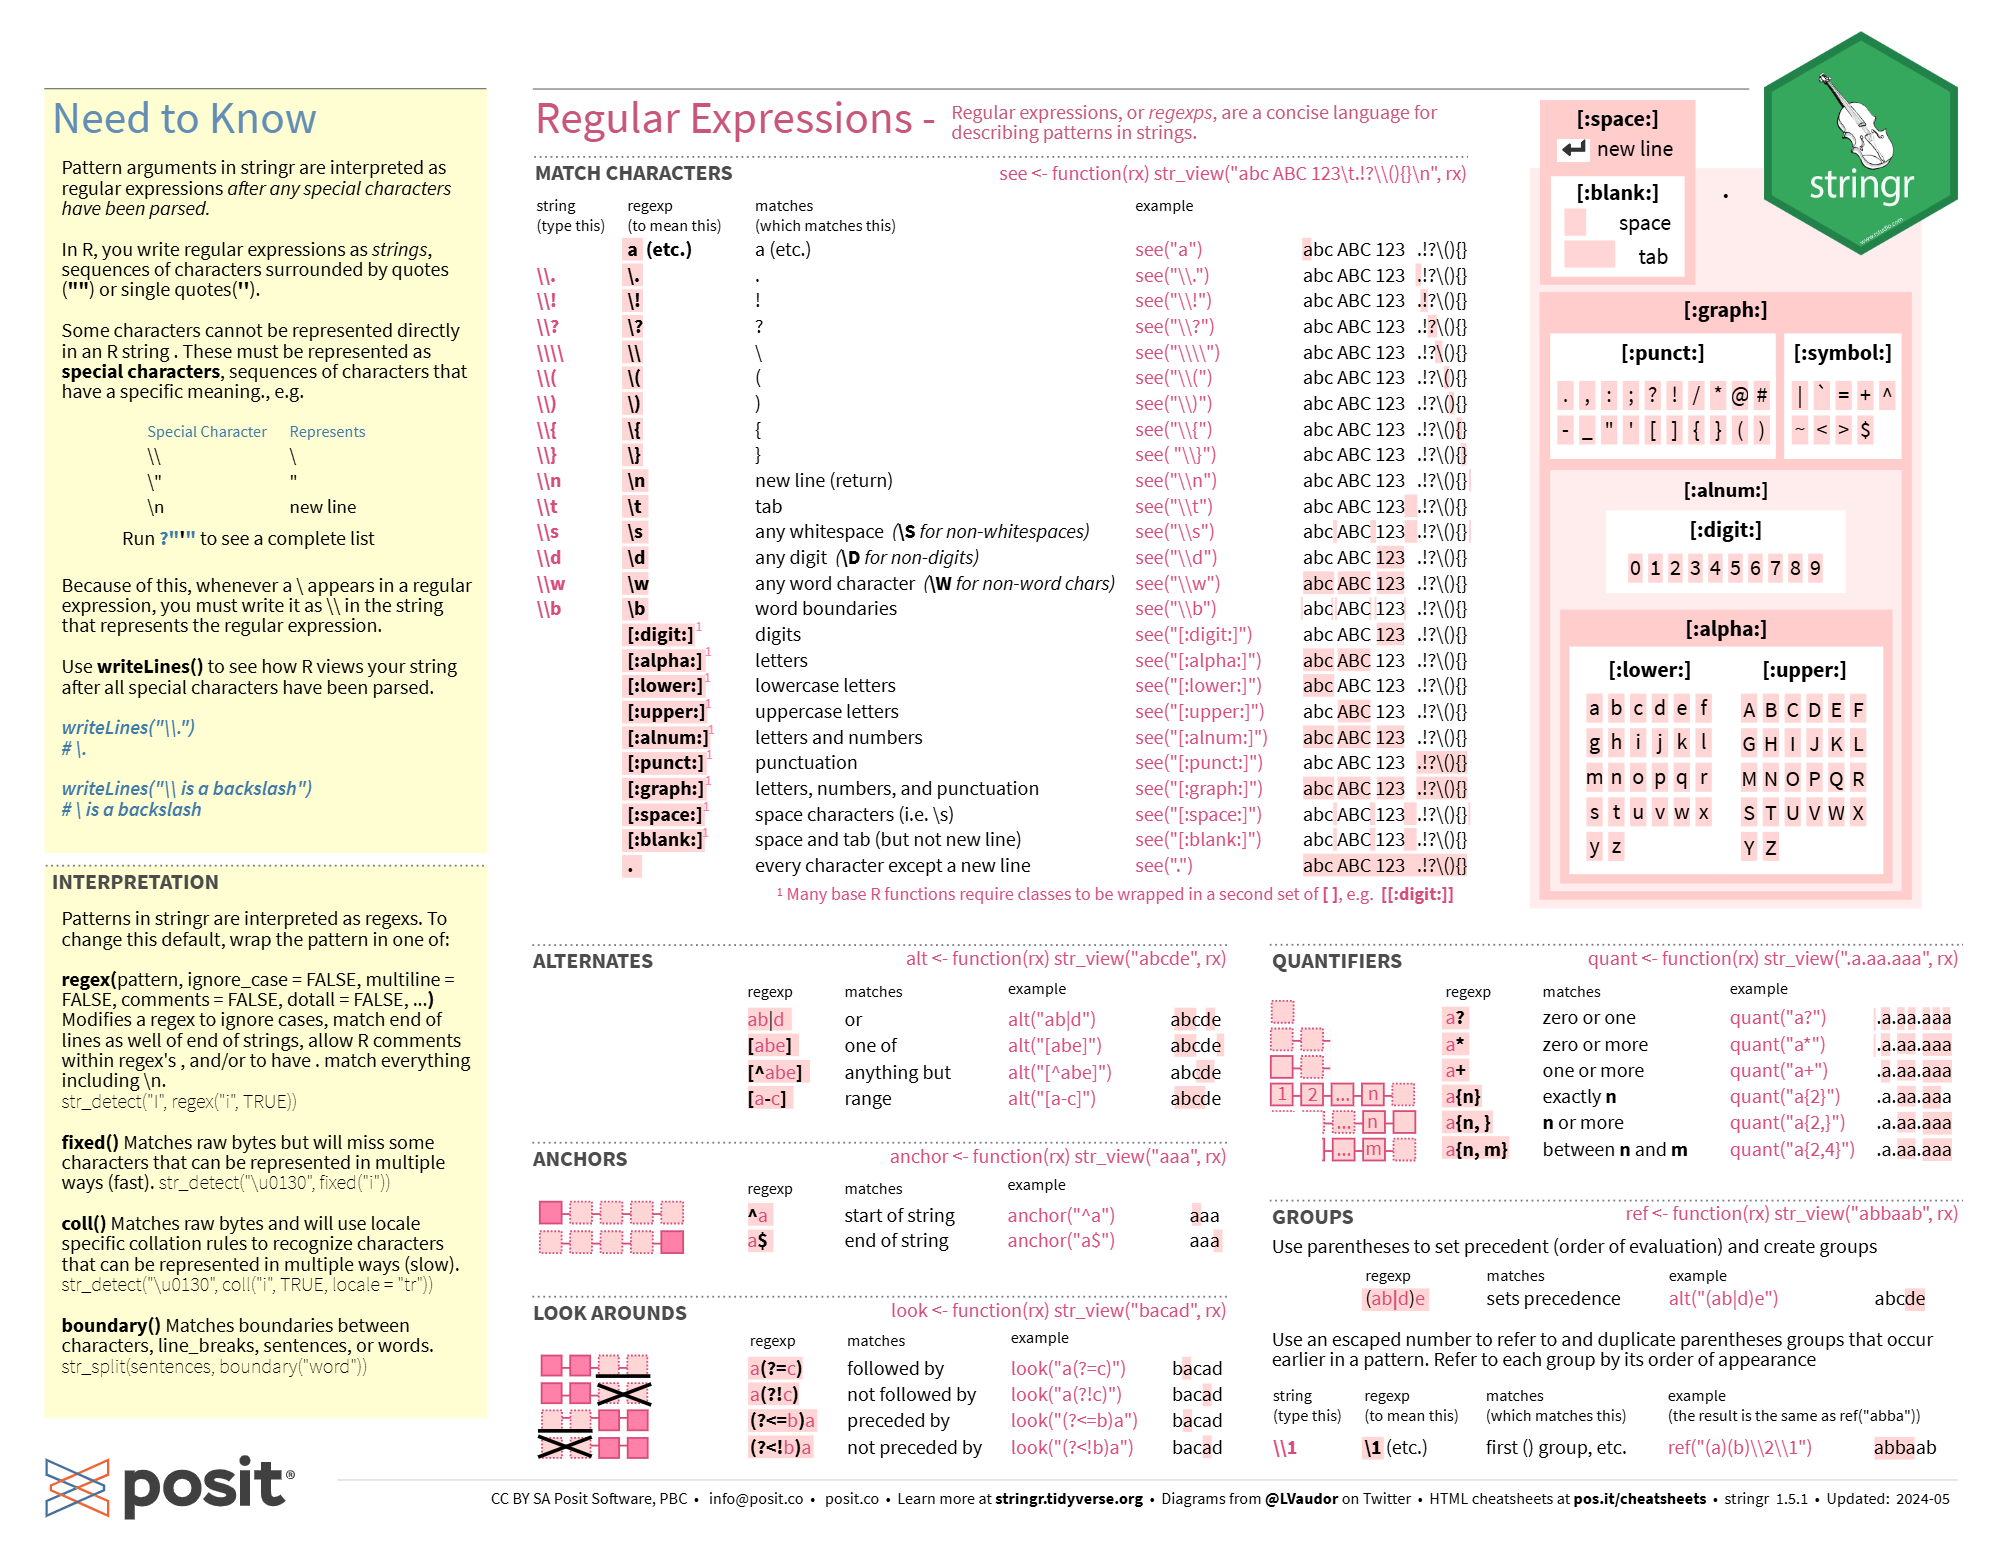 Need to Know
Pattern arguments in stringr are interpreted as
regular expressions after any special characters
have been parsed.
In R, you write regular expressions as strings,
sequences of characters surrounded by quotes
("") or single quotes('').
Some characters cannot be represented directly
in an R string . These must be represented as
special characters, sequences of characters that
have a specific meaning., e.g.
Special Character Represents
\\ \
\" "
\n new line
Run ?"'" to see a complete list
Because of this, whenever a \ appears in a regular
expression, you must write it as \\ in the string
that represents the regular expression.
Use writeLines() to see how R views your string
after all special characters have been parsed.
writeLines("\\.")
# \.
writeLines("\\ is a backslash")
# \ is a backslash
INTERPRETATION
Patterns in stringr are interpreted as regexs. To
change this default, wrap the pattern in one of:
regex(pattern, ignore_case = FALSE, multiline =
FALSE, comments = FALSE, dotall = FALSE, ...)
Modifies a regex to ignore cases, match end of
lines as well of end of strings, allow R comments
within regex's , and/or to have . match everything
including \n.
str_detect("I", regex("i", TRUE))
fixed() Matches raw bytes but will miss some
characters that can be represented in multiple
ways (fast). str_detect("\u0130", fixed("i"))
coll() Matches raw bytes and will use locale
specific collation rules to recognize characters
that can be represented in multiple ways (slow).
str_detect("\u0130", coll("i", TRUE, locale = "tr"))
boundary() Matches boundaries between
characters, line_breaks, sentences, or words.
str_split(sentences, boundary("word"))
Regular Expressions -
Regular expressions, or regexps, are a concise language for
describing patterns in strings.
MATCH CHARACTERS see <- function(rx) str_view("abc ABC 123\t.!?\\(){}\n", rx)
string regexp matches example
(type this) (to mean this) (which matches this)
a (etc.) a (etc.) see("a") abc ABC 123 .!?\(){}
\\. \. . see("\\.") abc ABC 123 .!?\(){}
\\! \! ! see("\\!") abc ABC 123 .!?\(){}
\\? \? ? see("\\?") abc ABC 123 .!?\(){}
\\\\ \\ \ see("\\\\") abc ABC 123 .!?\(){}
\\( \( ( see("\\(") abc ABC 123 .!?\(){}
\\) \) ) see("\\)") abc ABC 123 .!?\(){}
\\{ \{ { see("\\{") abc ABC 123 .!?\(){}
\\} \} } see( "\\}") abc ABC 123 .!?\(){}
\\n \n new line (return) see("\\n") abc ABC 123 .!?\(){}
\\t \t tab see("\\t") abc ABC 123 .!?\(){}
\\s \s any whitespace (\S for non-whitespaces) see("\\s") abc ABC 123 .!?\(){}
\\d \d any digit (\D for non-digits) see("\\d") abc ABC 123 .!?\(){}
\\w \w any word character (\W for non-word chars) see("\\w") abc ABC 123 .!?\(){}
\\b \b word boundaries see("\\b") abc ABC 123 .!?\(){}
[:digit:]1 digits see("[:digit:]") abc ABC 123 .!?\(){}
[:alpha:]1 letters see("[:alpha:]") abc ABC 123 .!?\(){}
[:lower:]1 lowercase letters see("[:lower:]") abc ABC 123 .!?\(){}
[:upper:]1 uppercase letters see("[:upper:]") abc ABC 123 .!?\(){}
[:alnum:]1 letters and numbers see("[:alnum:]") abc ABC 123 .!?\(){}
[:punct:]1 punctuation see("[:punct:]") abc ABC 123 .!?\(){}
[:graph:]1 letters, numbers, and punctuation see("[:graph:]") abc ABC 123 .!?\(){}
[:space:]1 space characters (i.e. \s) see("[:space:]") abc ABC 123 .!?\(){}
[:blank:]1 space and tab (but not new line) see("[:blank:]") abc ABC 123 .!?\(){}
. every character except a new line see(".") abc ABC 123 .!?\(){}
1 Many base R functions require classes to be wrapped in a second set of [ ], e.g. [[:digit:]]
[:space:]
new line
[:blank:]
space
tab
.
stringr
www.rstudio.com
[:graph:]
[:punct:] [:symbol:]
. , : ; ? ! / * @ # | ` = + ^
- _ " ' [ ] { } ( ) ~ < > $
[:alnum:]
[:digit:]
0 1 2 3 4 5 6 7 8 9
[:alpha:]
[:lower:] [:upper:]
a b c d e f A B C D E F
g h i j k l G H I J K L
m n o p q r M N O P Q R
s t u v w x S T U V W X
y z Y Z
ALTERNATES alt <- function(rx) str_view("abcde", rx)
regexp matches example
ab|d or alt("ab|d") abcde
[abe] one of alt("[abe]") abcde
[^abe] anything but alt("[^abe]") abcde
[a-c] range alt("[a-c]") abcde
ANCHORS anchor <- function(rx) str_view("aaa", rx)
regexp matches example
^a start of string anchor("^a") aaa
a$ end of string anchor("a$") aaa
LOOK AROUNDS look <- function(rx) str_view("bacad", rx)
regexp matches example
a(?=c) followed by look("a(?=c)") bacad
a(?!c) not followed by look("a(?!c)") bacad
(?<=b)a preceded by look("(?<=b)a") bacad
(?<!b)a not preceded by look("(?<!b)a") bacad
QUANTIFIERS quant <- function(rx) str_view(".a.aa.aaa", rx)
regexp matches example
a? zero or one quant("a?") .a.aa.aaa
a* zero or more quant("a*") .a.aa.aaa
a+ one or more quant("a+") .a.aa.aaa
1 2 ... n a{n} exactly n quant("a{2}") .a.aa.aaa
... n a{n, } n or more quant("a{2,}") .a.aa.aaa
... m a{n, m} between n and m quant("a{2,4}") .a.aa.aaa
GROUPS ref <- function(rx) str_view("abbaab", rx)
Use parentheses to set precedent (order of evaluation) and create groups
regexp matches example
(ab|d)e sets precedence alt("(ab|d)e") abcde
Use an escaped number to refer to and duplicate parentheses groups that occur
earlier in a pattern. Refer to each group by its order of appearance
string regexp matches example
(type this) (to mean this) (which matches this) (the result is the same as ref("abba"))
\\1 \1 (etc.) first () group, etc. ref("(a)(b)\\2\\1") abbaab
posit®
CC BY SA Posit Software, PBC • info@posit.co • posit.co • Learn more at stringr.tidyverse.org • Diagrams from @LVaudor on Twitter • HTML cheatsheets at pos.it/cheatsheets • stringr 1.5.1 • Updated: 2024-05